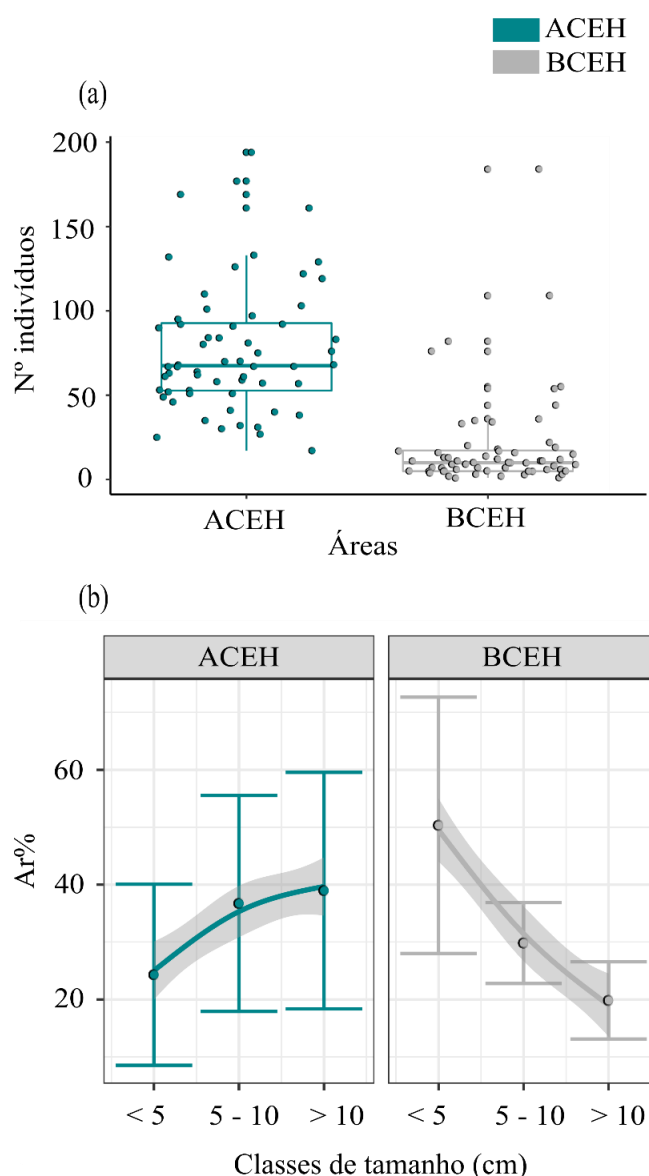 ACEH
BCEH
(a)
Nº indivíduos
200
150
100
50
0
ACEH
BCEH
Áreas
(b)
ACEH
BCEH
Ar%
60
40
20
< 5
5 - 10
> 10
< 5
5 - 10
> 10
Classes de tamanho (cm)